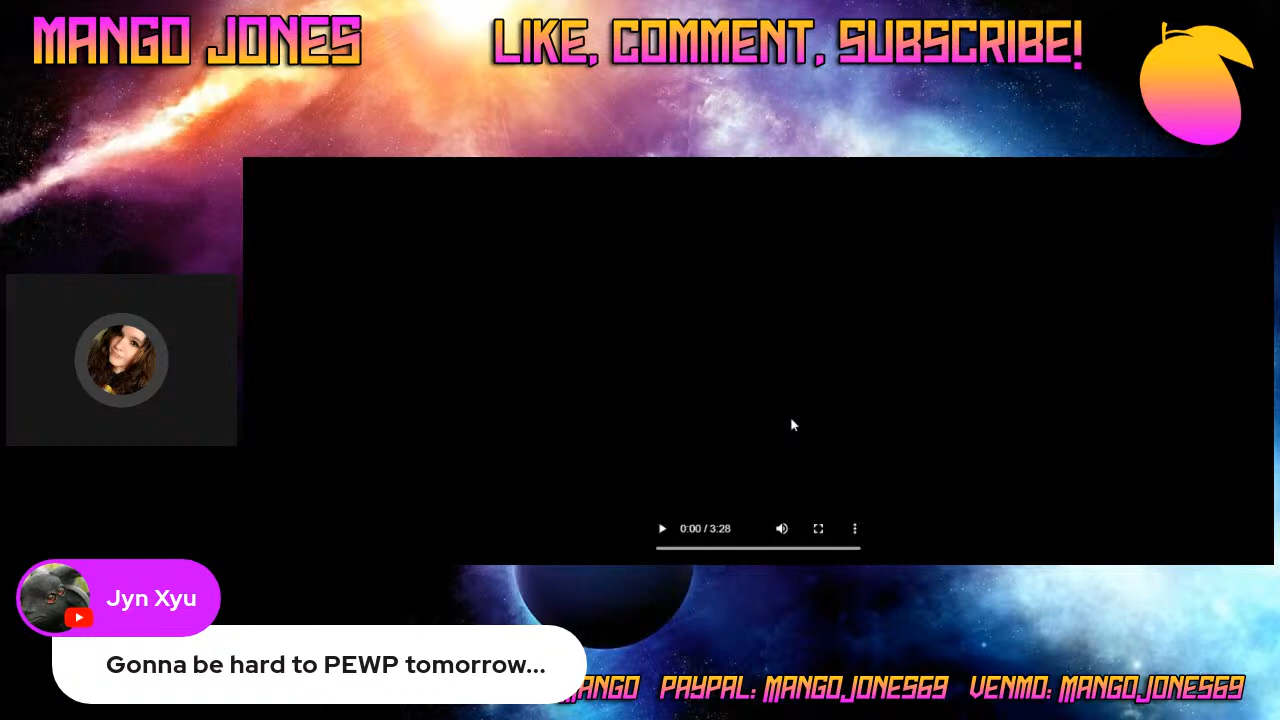 MANGO JONES
LIKE, COMMENT, SUBSCRIBE!
0:00 / 3:28
Jyn Xyu
Gonna be hard to PEWP tomorrow...
MANGO PAYPAL: MANGOJONES69 VENMO: MANGOJONES69